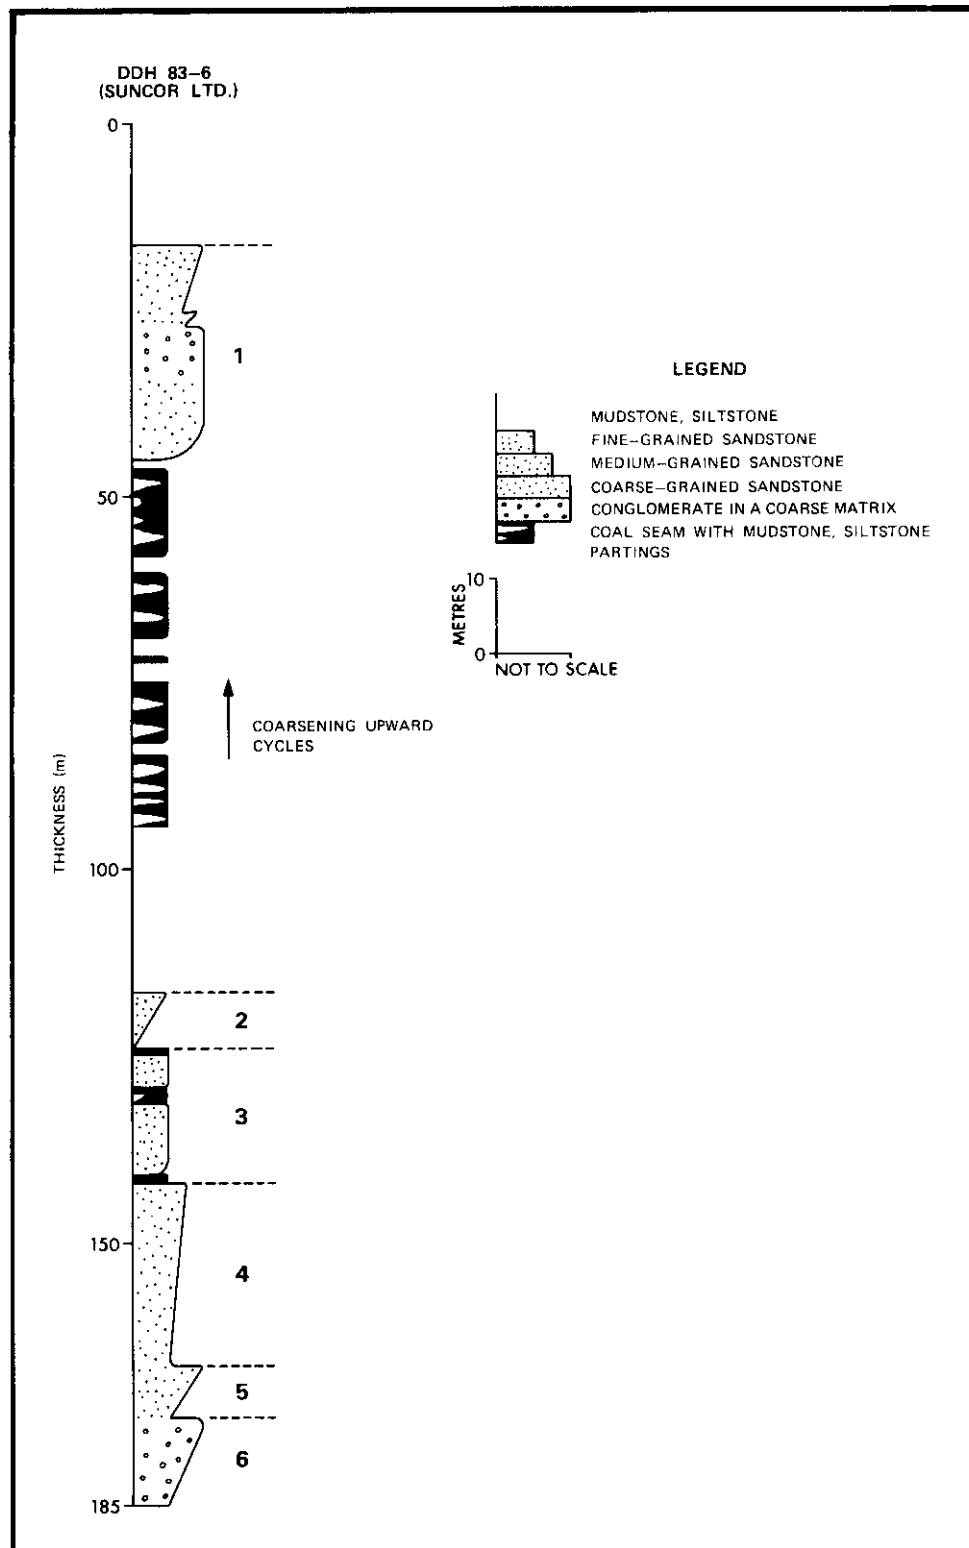 DDH 83–6
(SUNCOR LTD.)
0
1
50
THICKNESS (m)
100
2
3
150
4
5
6
185
COARSENING UPWARD
CYCLES
LEGEND
MUDSTONE, SILTSTONE
FINE–GRAINED SANDSTONE
MEDIUM–GRAINED SANDSTONE
COARSE–GRAINED SANDSTONE
CONGLOMERATE IN A COARSE MATRIX
COAL SEAM WITH MUDSTONE, SILTSTONE
PARTINGS
10
METRES
0
NOT TO SCALE